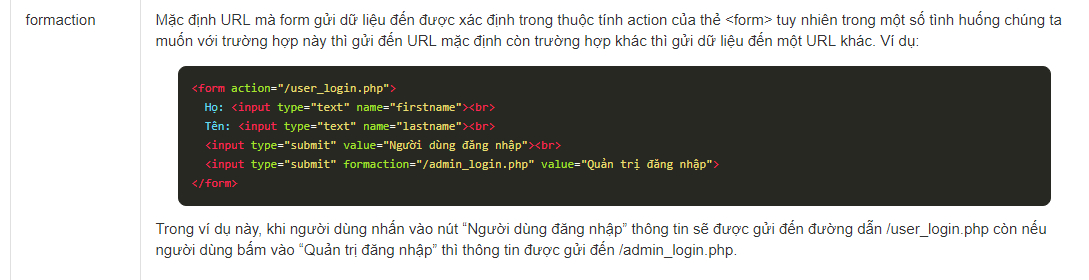 formaction
Mặc định URL mà form gửi dữ liệu đến được xác định trong thuộc tính action của thẻ <form> tuy nhiên trong một số tình huống chúng ta
muốn với trường hợp này thì gửi đến URL mặc định còn trường hợp khác thì gửi dữ liệu đến một URL khác. Ví dụ:
<form action="/user_login.php">
Họ: <input type="text" name="firstname"><br>
Tên: <input type="text" name="lastname"><br>
<input type="submit" value="Người dùng đăng nhập"><br>
<input type="submit" formaction="/admin_login.php" value="Quản trị đăng nhập">
</form>
Trong ví dụ này, khi người dùng nhấn vào nút “Người dùng đăng nhập” thông tin sẽ được gửi đến đường dẫn /user_login.php còn nếu
người dùng bấm vào “Quản trị đăng nhập” thì thông tin được gửi đến /admin_login.php.